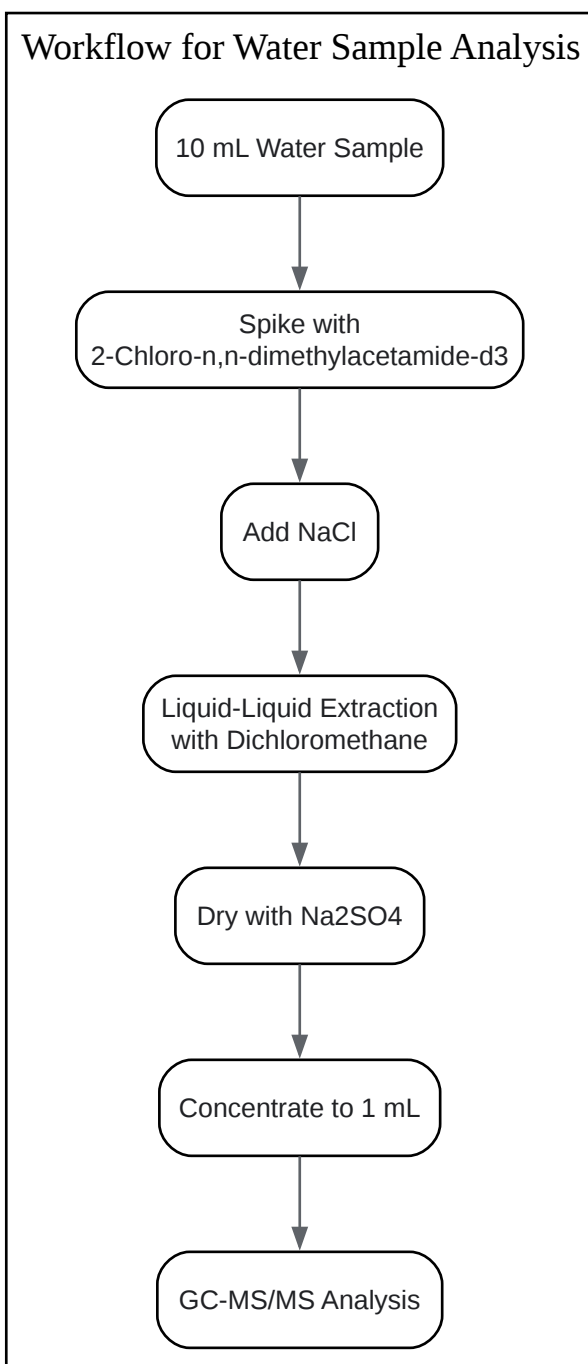 Workflow for Water Sample Analysis
10 mL Water Sample
Spike with
2-Chloro-n,n-dimethylacetamide-d3
Add NaCl
Liquid-Liquid Extraction
with Dichloromethane
Dry with Na2SO4
Concentrate to 1 mL
GC-MS/MS Analysis